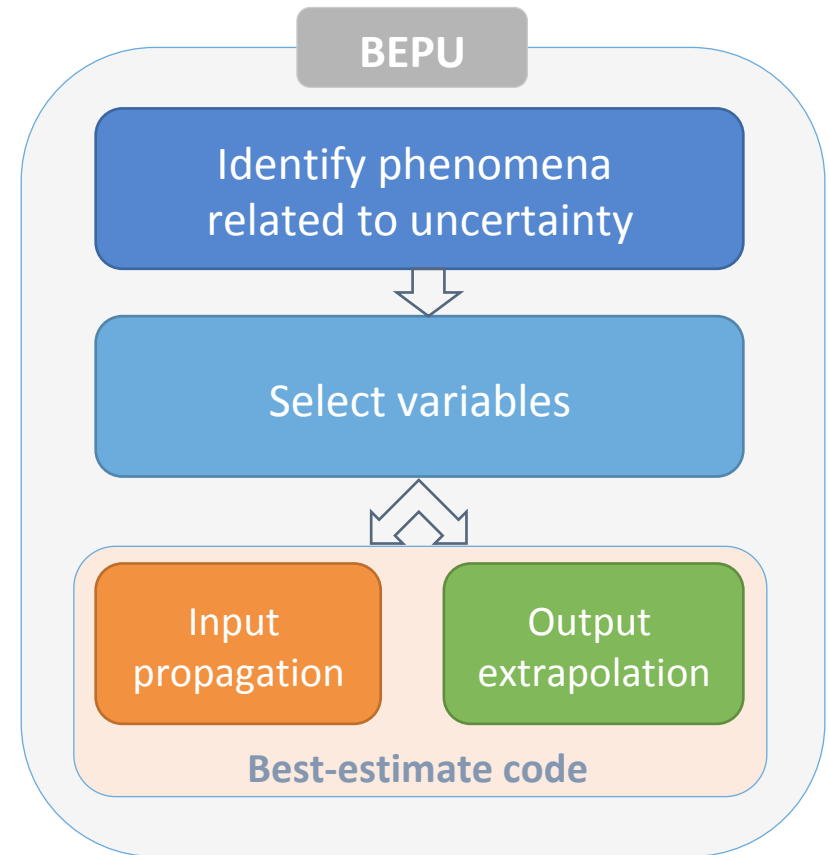 BEPU
Identify phenomena
related to uncertainty
Select variables
Input
propagation
Output
extrapolation
Best-estimate code